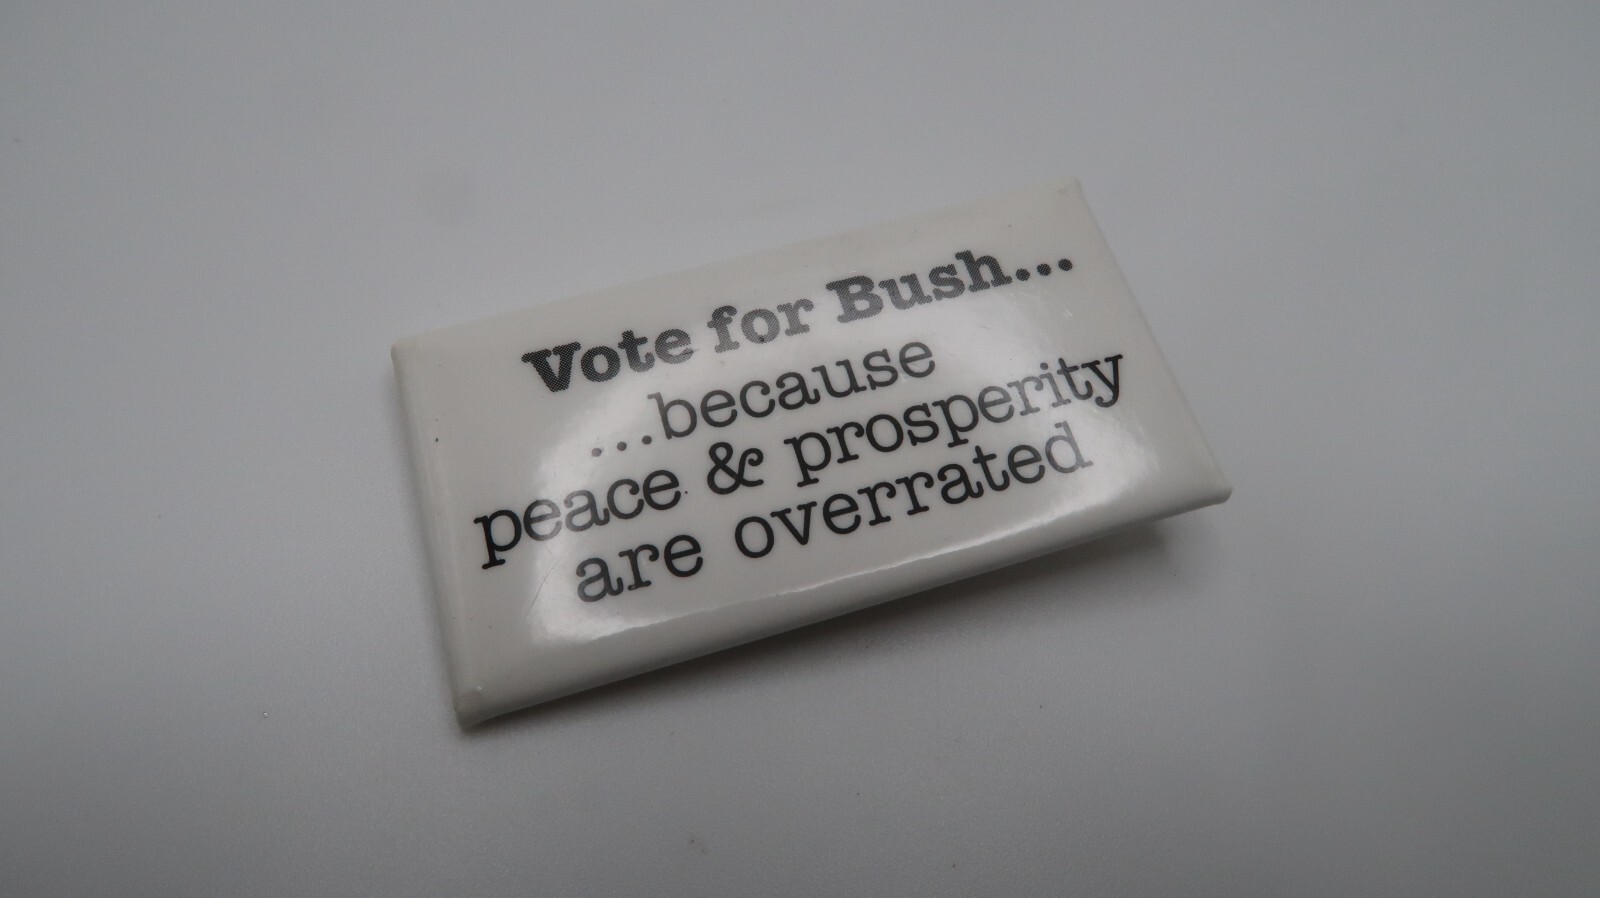 Vote for Bush...
...because
peace & prosperity
are overrated